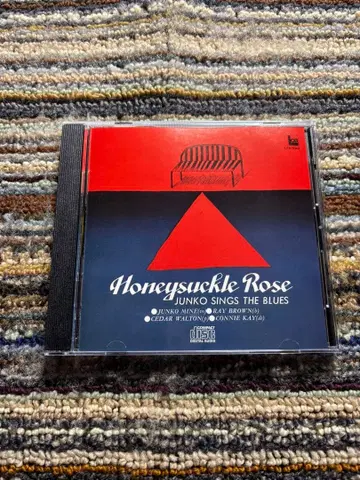 Honeysuckle Rose
JUNKO SINGS THE BLUES
●JUNKO MINE(vo)●RAY BROWN(b)
●CEDAR WALTON(p)●CONNIE KAY(ds)
COMPACT
disc
DIGITAL AUDIO